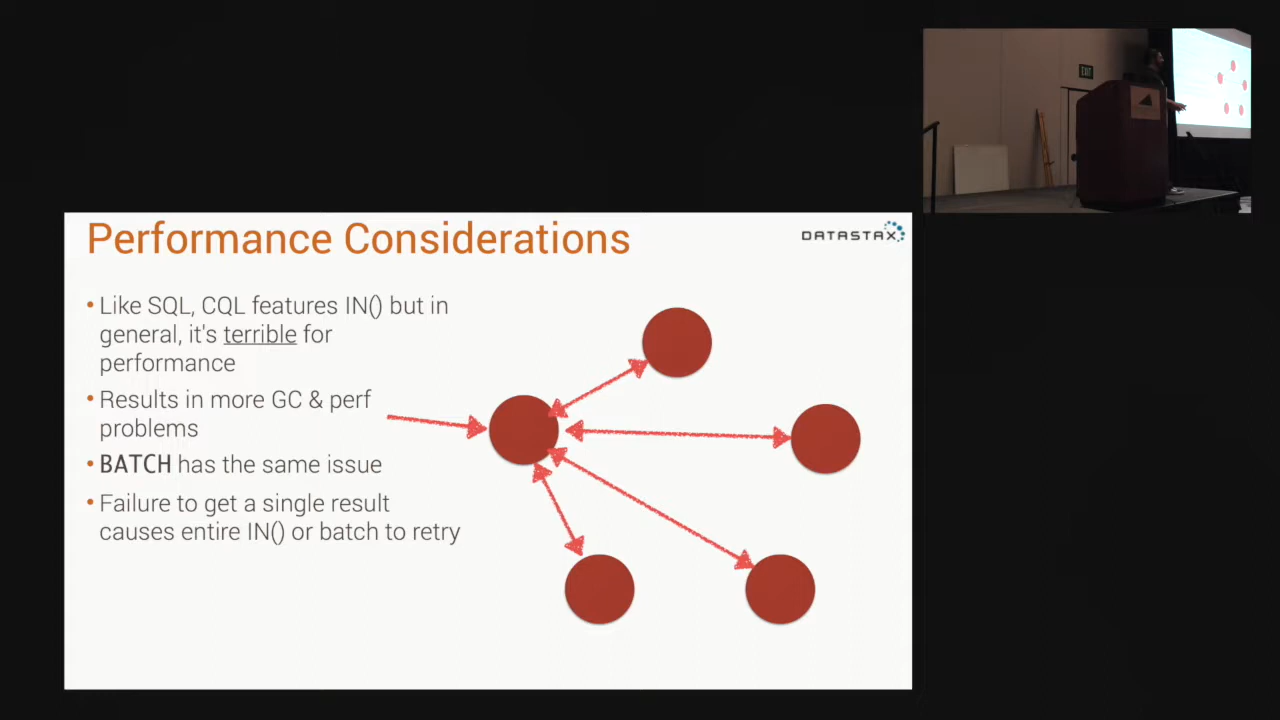 Performance Considerations
DATASTAX
• Like SQL, CQL features IN() but in
general, it's terrible for
performance
• Results in more GC & perf
problems
• BATCH has the same issue
• Failure to get a single result
causes entire IN() or batch to retry
EXIT